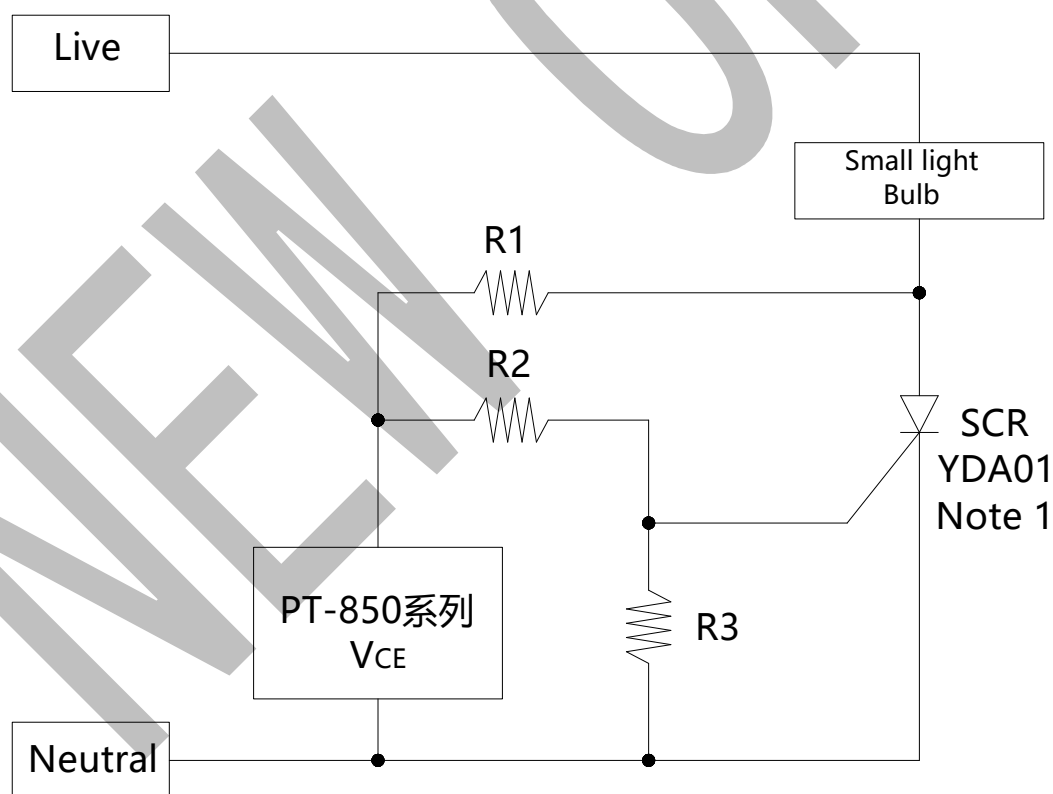 Live
Small light
Bulb
R1
R2
SCR
YDA01
Note 1
PT-850系列
VCE
R3
Neutral
NEW